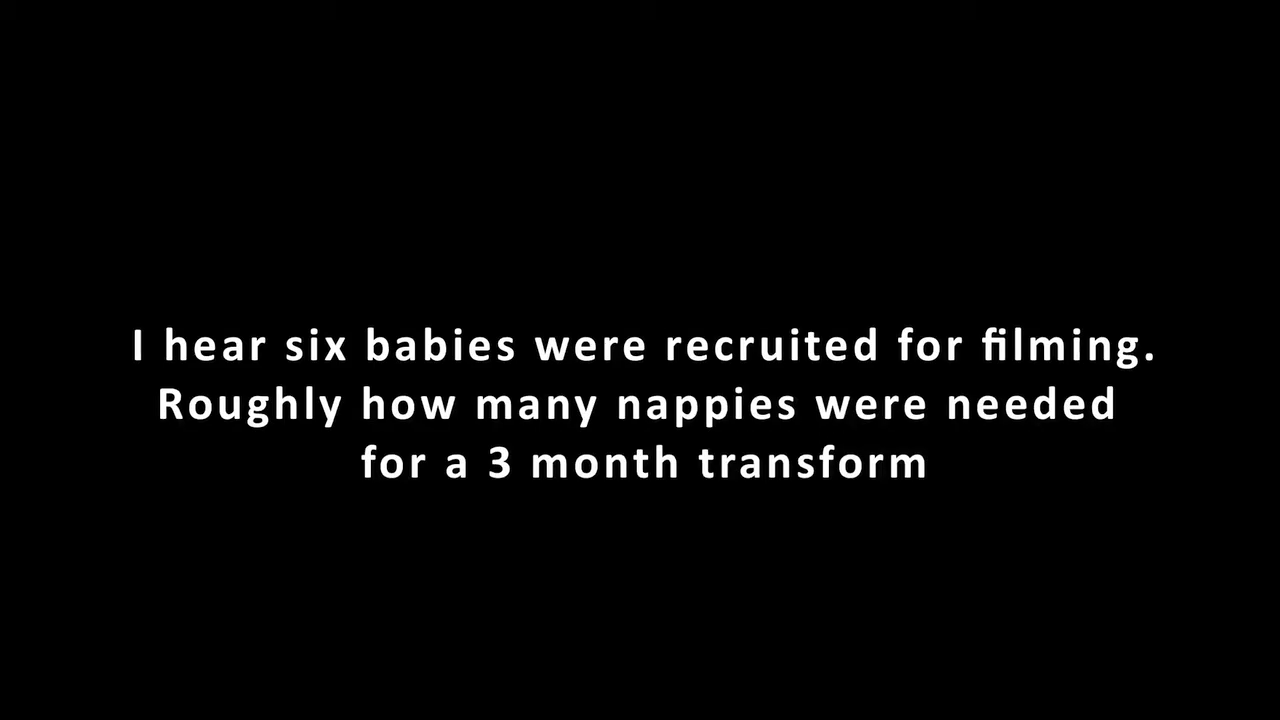 I hear six babies were recruited for filming.
Roughly how many nappies were needed
for a 3 month transform